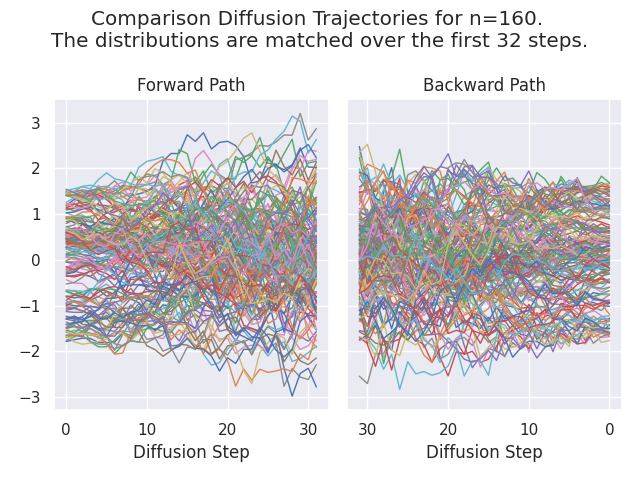 Comparison Diffusion Trajectories for n=160.
The distributions are matched over the first 32 steps.
Forward Path
Backward Path
3
2
1
0
−1
−2
−3
0 10 20 30
30 20 10 0
Diffusion Step
Diffusion Step